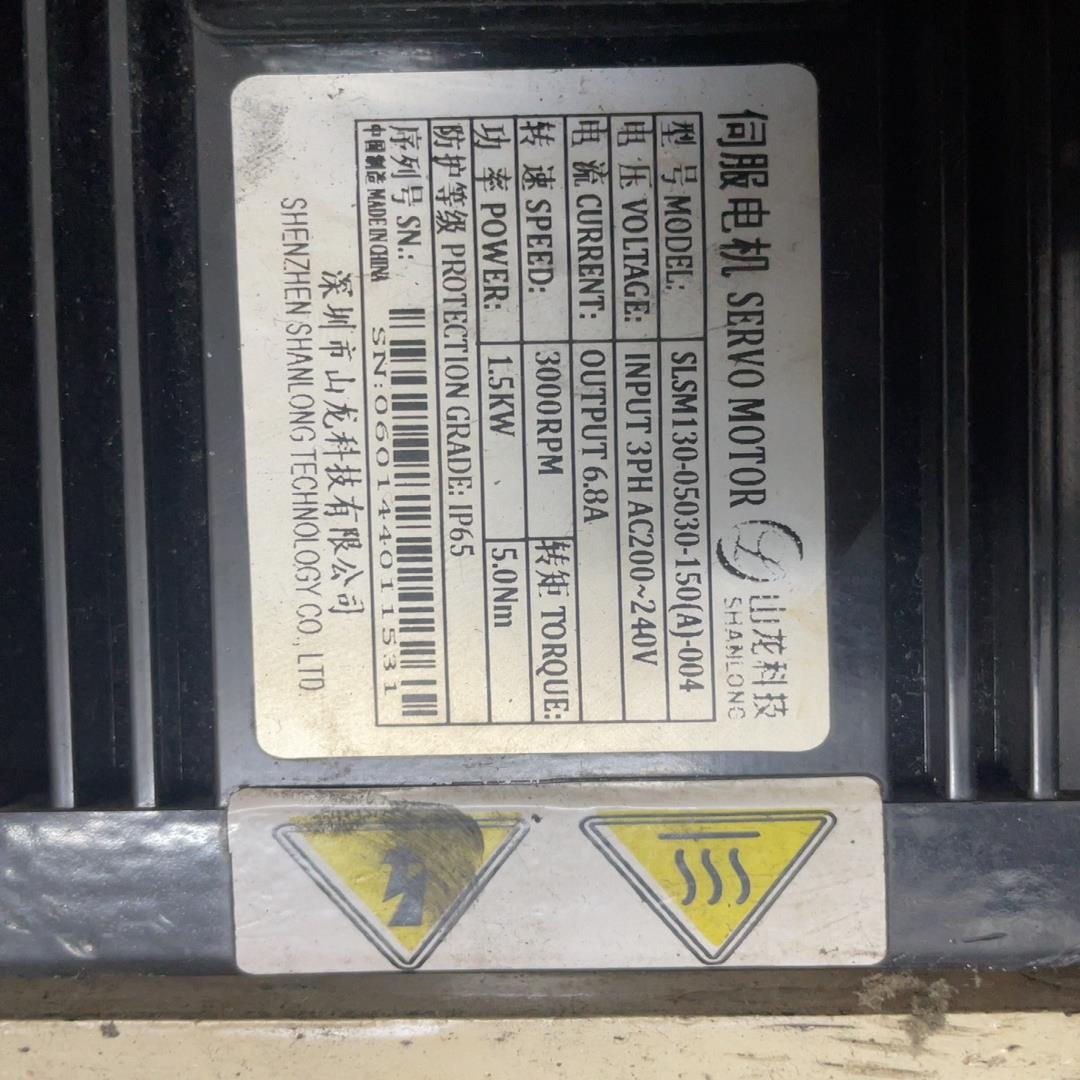 伺服电机 SERVO MOTOR
山龙科技
SHANLONG
型 号 MODEL: SLSM130-05030-150(A)-004
电 压 VOLTAGE: INPUT 3PH AC200~240V
电 流 CURRENT: OUTPUT 6.8A
转 速 SPEED: 3000RPM 转矩 TORQUE:
功 率 POWER: 1.5KW 5.0Nm
防护等级 PROTECTION GRADE: IP65
序列号 SN.:
中国制造 MADE IN CHINA SN:060144011531
深圳市山龙科技有限公司
SHENZHEN SHANLONG TECHNOLOGY CO., LTD